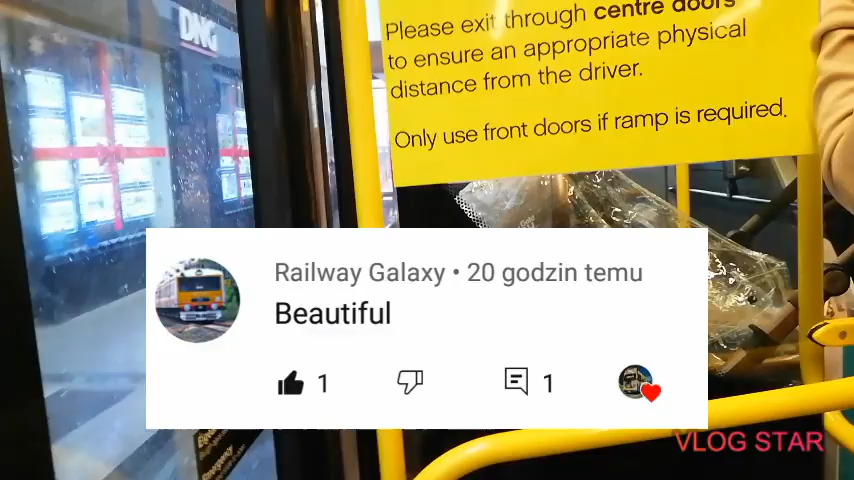 DNG
Please exit through centre doors
to ensure an appropriate physical
distance from the driver.
Only use front doors if ramp is required.
Railway Galaxy • 20 godzin temu
Beautiful
1
1
VLOG STAR